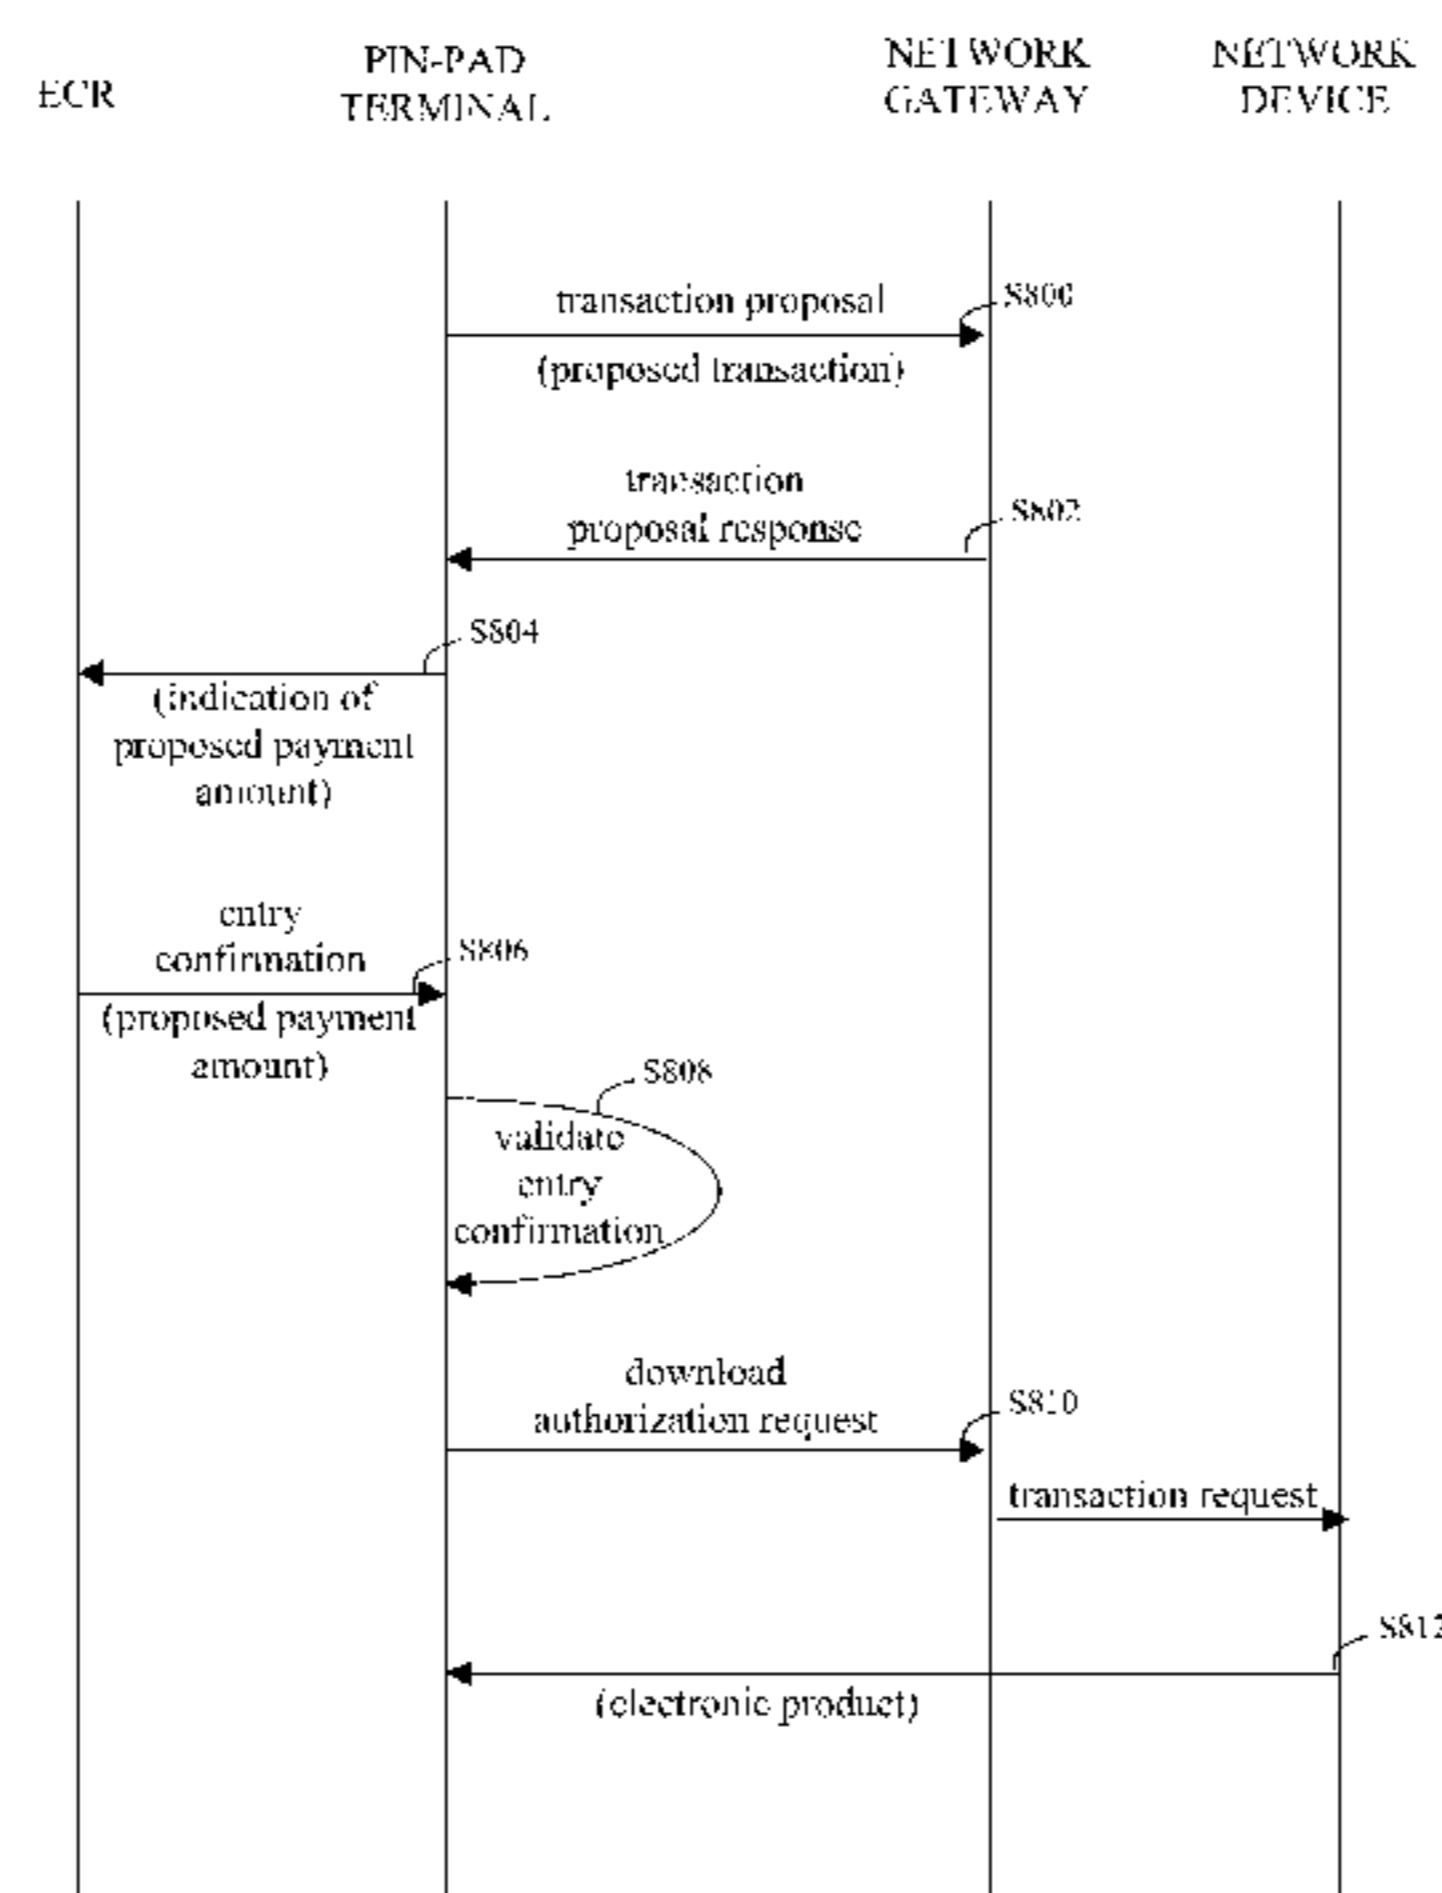 ECR
PIN-PAD
TERMINAL
NETWORK
GATEWAY
NETWORK
DEVICE
transaction proposal
S800
(proposed transaction)
transaction
proposal response
S802
S804
(indication of
proposed payment
amount)
entry
confirmation
S806
(proposed payment
amount)
S808
validate
entry
confirmation
download
authorization request
S810
transaction request
S812
(electronic product)